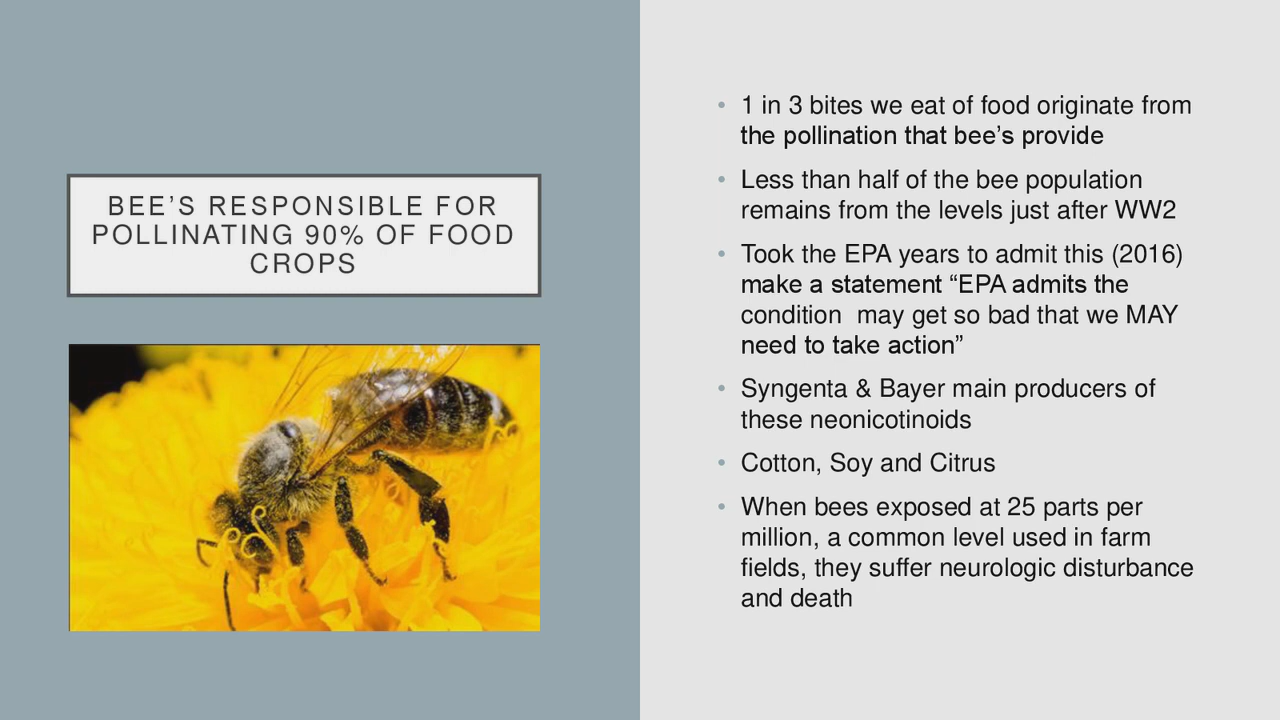 BEE’S RESPONSIBLE FOR
POLLINATING 90% OF FOOD
CROPS
• 1 in 3 bites we eat of food originate from
the pollination that bee’s provide
• Less than half of the bee population
remains from the levels just after WW2
• Took the EPA years to admit this (2016)
make a statement “EPA admits the
condition  may get so bad that we MAY
need to take action”
• Syngenta & Bayer main producers of
these neonicotinoids
• Cotton, Soy and Citrus
• When bees exposed at 25 parts per
million, a common level used in farm
fields, they suffer neurologic disturbance
and death